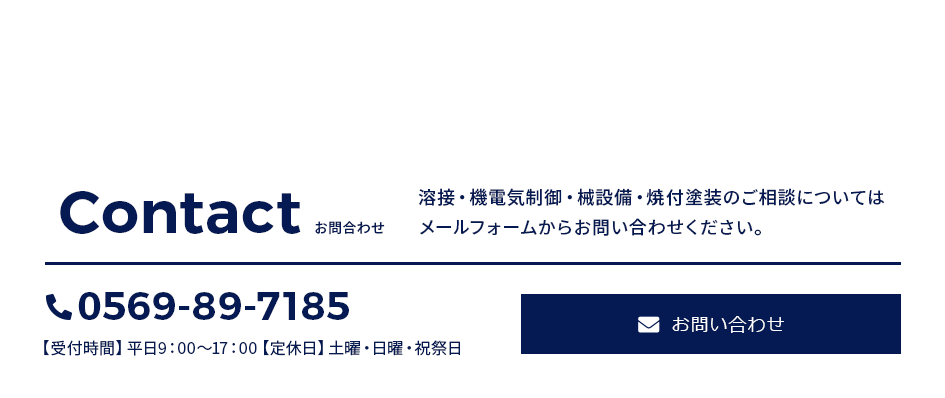 Contact お問合わせ
溶接・機電気制御・械設備・焼付塗装のご相談については
メールフォームからお問い合わせください。
0569-89-7185
【受付時間】平日9：00〜17：00【定休日】土曜・日曜・祝祭日
お問い合わせ